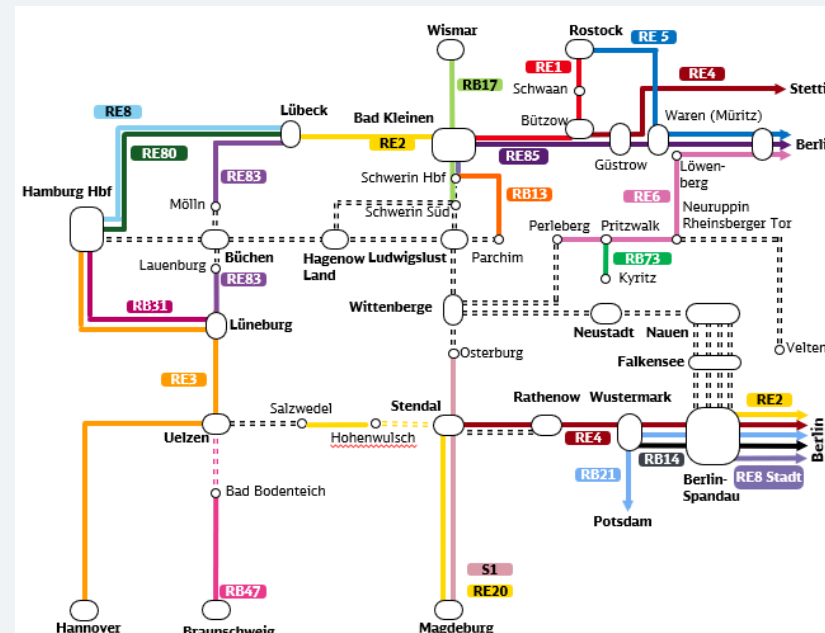 Wismar
Rostock
RE 5
RE1
RE4
RB17
Schwaan
Stetti
RE8
Lübeck
Bad Kleinen
Bützow
Waren (Müritz)
RE80
RE2
Berli
RE85
Güstrow
RE83
Schwerin Hbf
Löwen-
berg
Hamburg Hbf
RB13
RE6
Mölln
Schwerin Süd
Neuruppin
Rheinsberger Tor
Perleberg
Pritzwalk
Büchen
Hagenow
Land
Ludwigslust
Parchim
RB73
Lauenburg
RE83
Kyritz
RB31
Wittenberge
Lüneburg
Neustadt
Nauen
Velten
Osterburg
Falkensee
RE3
Rathenow
Wustermark
RE2
Salzwedel
Stendal
Uelzen
Hohenwulsch
RE4
Berlin
RB14
RB21
Berlin-
Spandau
RE8 Stadt
Bad Bodenteich
Potsdam
S1
RB47
RE20
Hannover
Braunschweig
Magdeburg